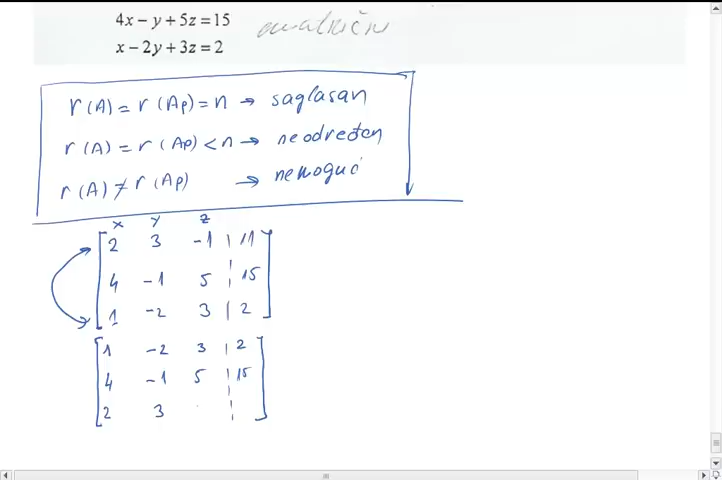 4x − y + 5z = 15
x − 2y + 3z = 2
r(A) = r(Ap) = n → saglasan
r(A) = r(Ap) < n → neodređen
r(A) ≠ r(Ap) → nemoguć
x y z
2 3 -1 | 11
4 -1 5 | 15
1 -2 3 | 2
1 -2 3 | 2
4 -1 5 | 15
2 3